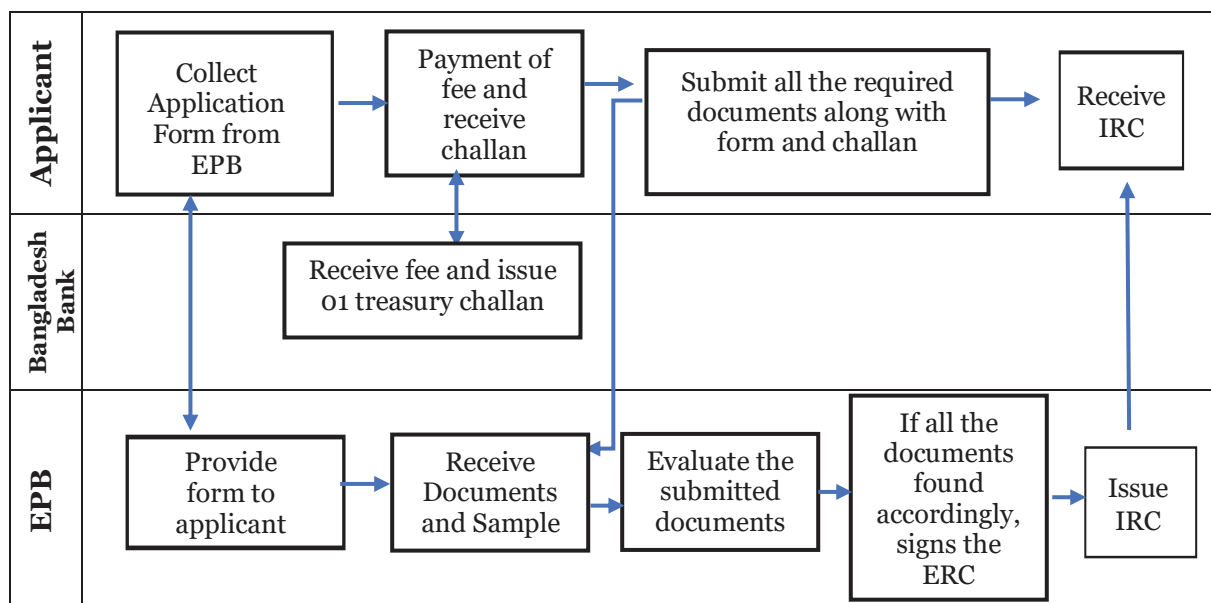 Applicant
Collect
Application
Form from
EPB
Payment of
fee and
receive
challan
Submit all the required
documents along with
form and challan
Receive
IRC
Bangladesh
Bank
Receive fee and issue
01 treasury challan
EPB
Provide
form to
applicant
Receive
Documents
and Sample
Evaluate the
submitted
documents
If all the
documents
found
accordingly,
signs the
ERC
Issue
IRC